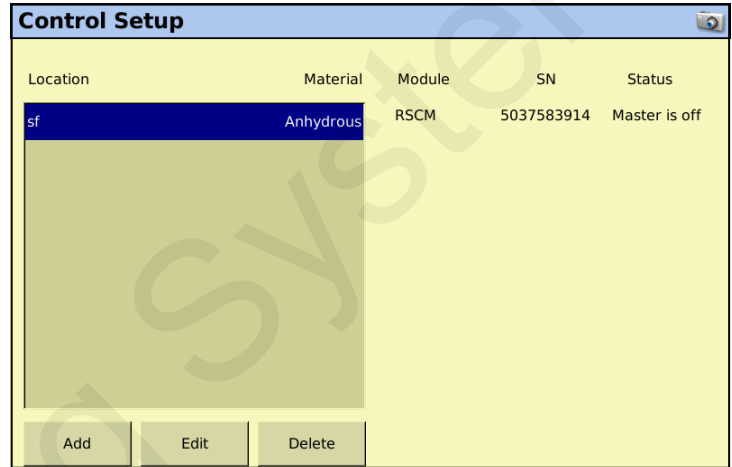 Control Setup
Location Material Module SN Status
sf Anhydrous RSCM 5037583914 Master is off
Add Edit Delete